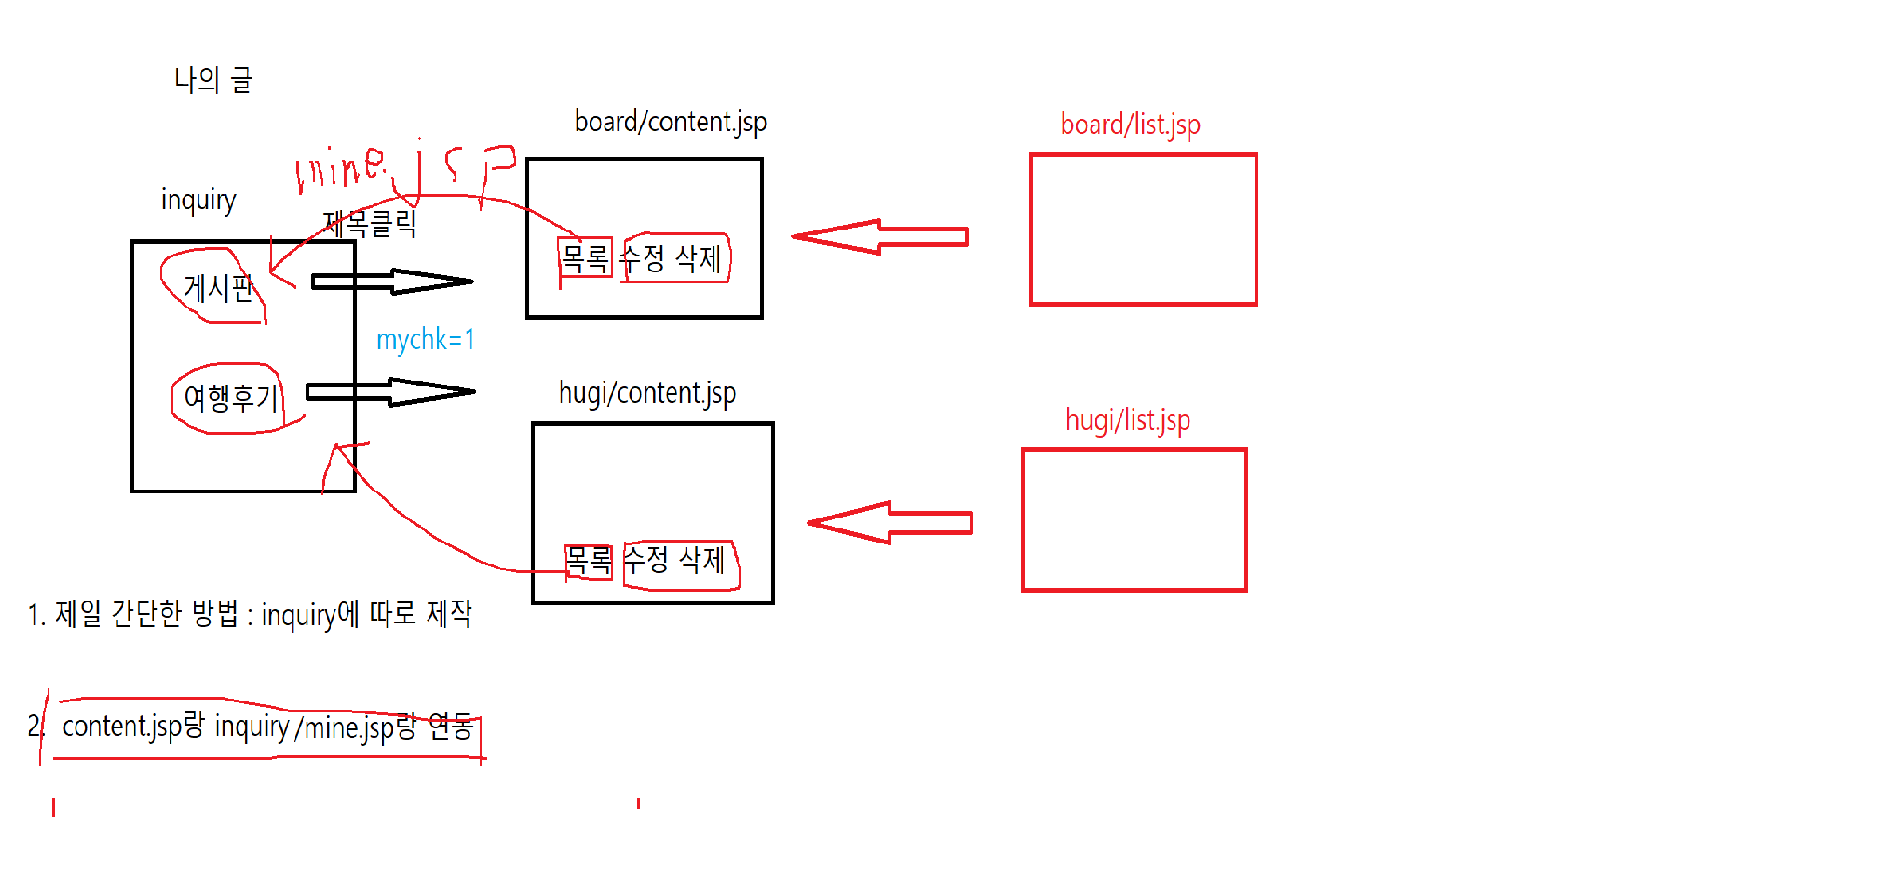 나의 글
board/content.jsp
board/list.jsp
mine.jsp
inquiry
제목클릭
목록 수정 삭제
게시판
mychk=1
여행후기
hugi/content.jsp
hugi/list.jsp
목록 수정 삭제
1. 제일 간단한 방법 : inquiry에 따로 제작
2. content.jsp랑 inquiry/mine.jsp랑 연동